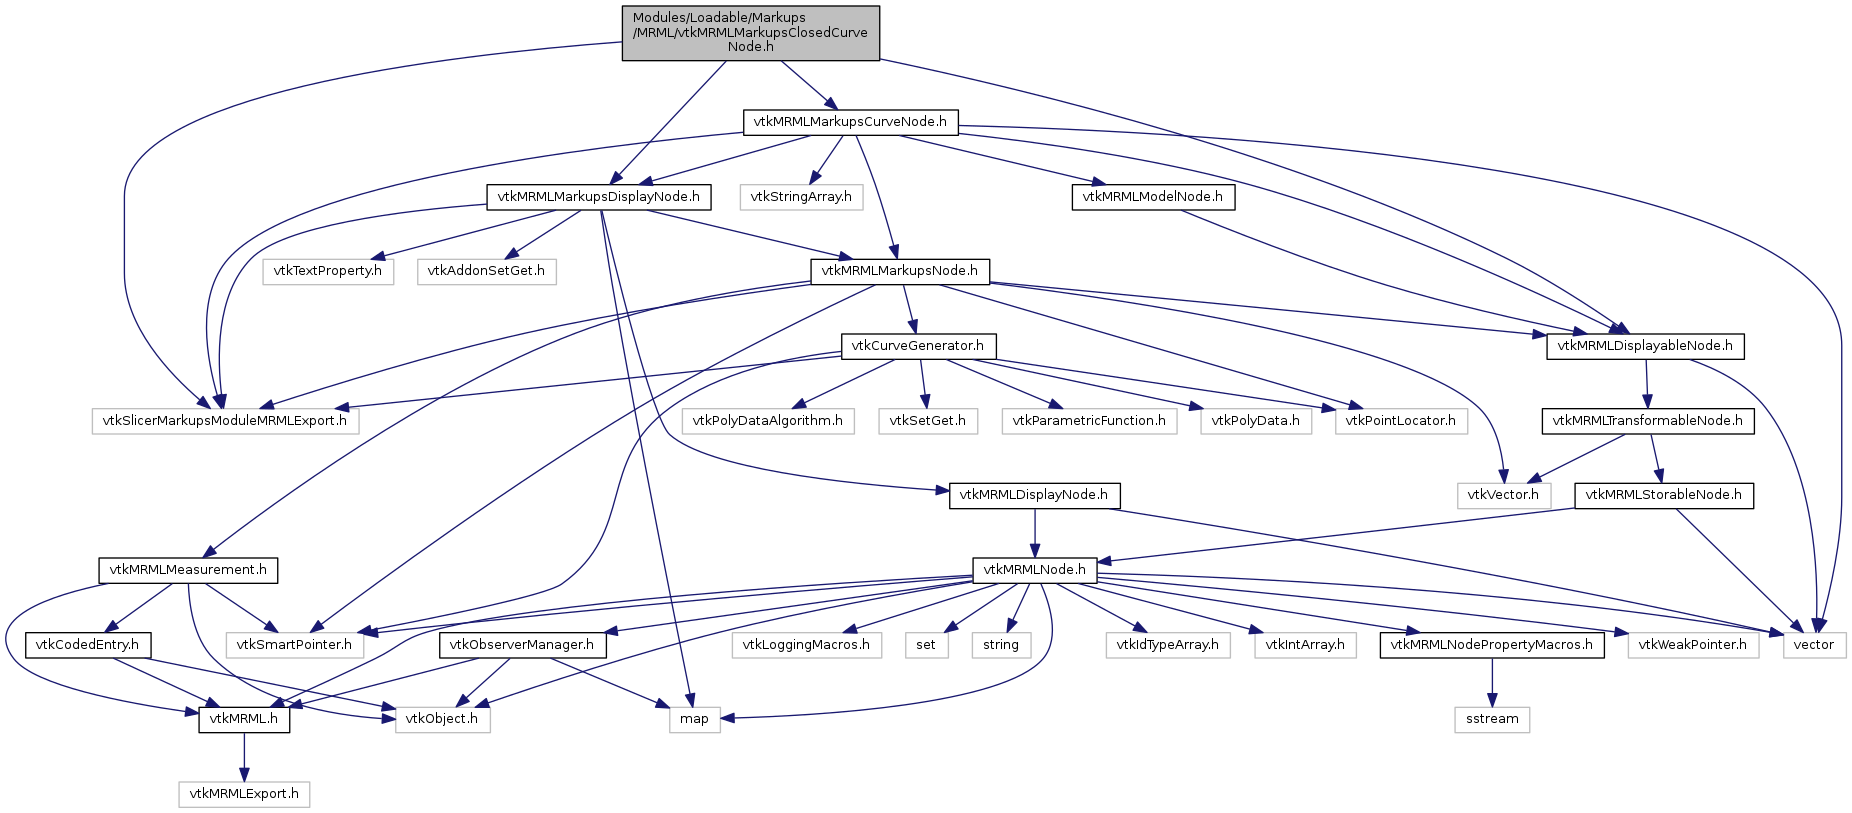 Modules/Loadable/Markups
/MRML/vtkMRMLMarkupsClosedCurve
Node.h
vtkMRMLMarkupsCurveNode.h
vtkMRMLMarkupsDisplayNode.h
vtkStringArray.h
vtkMRMLModelNode.h
vtkTextProperty.h
vtkAddonSetGet.h
vtkMRMLMarkupsNode.h
vtkCurveGenerator.h
vtkMRMLDisplayableNode.h
vtkSlicerMarkupsModuleMRMLExport.h
vtkPolyDataAlgorithm.h
vtkSetGet.h
vtkParametricFunction.h
vtkPolyData.h
vtkPointLocator.h
vtkMRMLTransformableNode.h
vtkMRMLDisplayNode.h
vtkVector.h
vtkMRMLStorableNode.h
vtkMRMLMeasurement.h
vtkMRMLNode.h
vtkCodedEntry.h
vtkSmartPointer.h
vtkObserverManager.h
vtkLoggingMacros.h
set
string
vtkIdTypeArray.h
vtkIntArray.h
vtkMRMLNodePropertyMacros.h
vtkWeakPointer.h
vector
vtkMRML.h
vtkObject.h
map
sstream
vtkMRMLExport.h